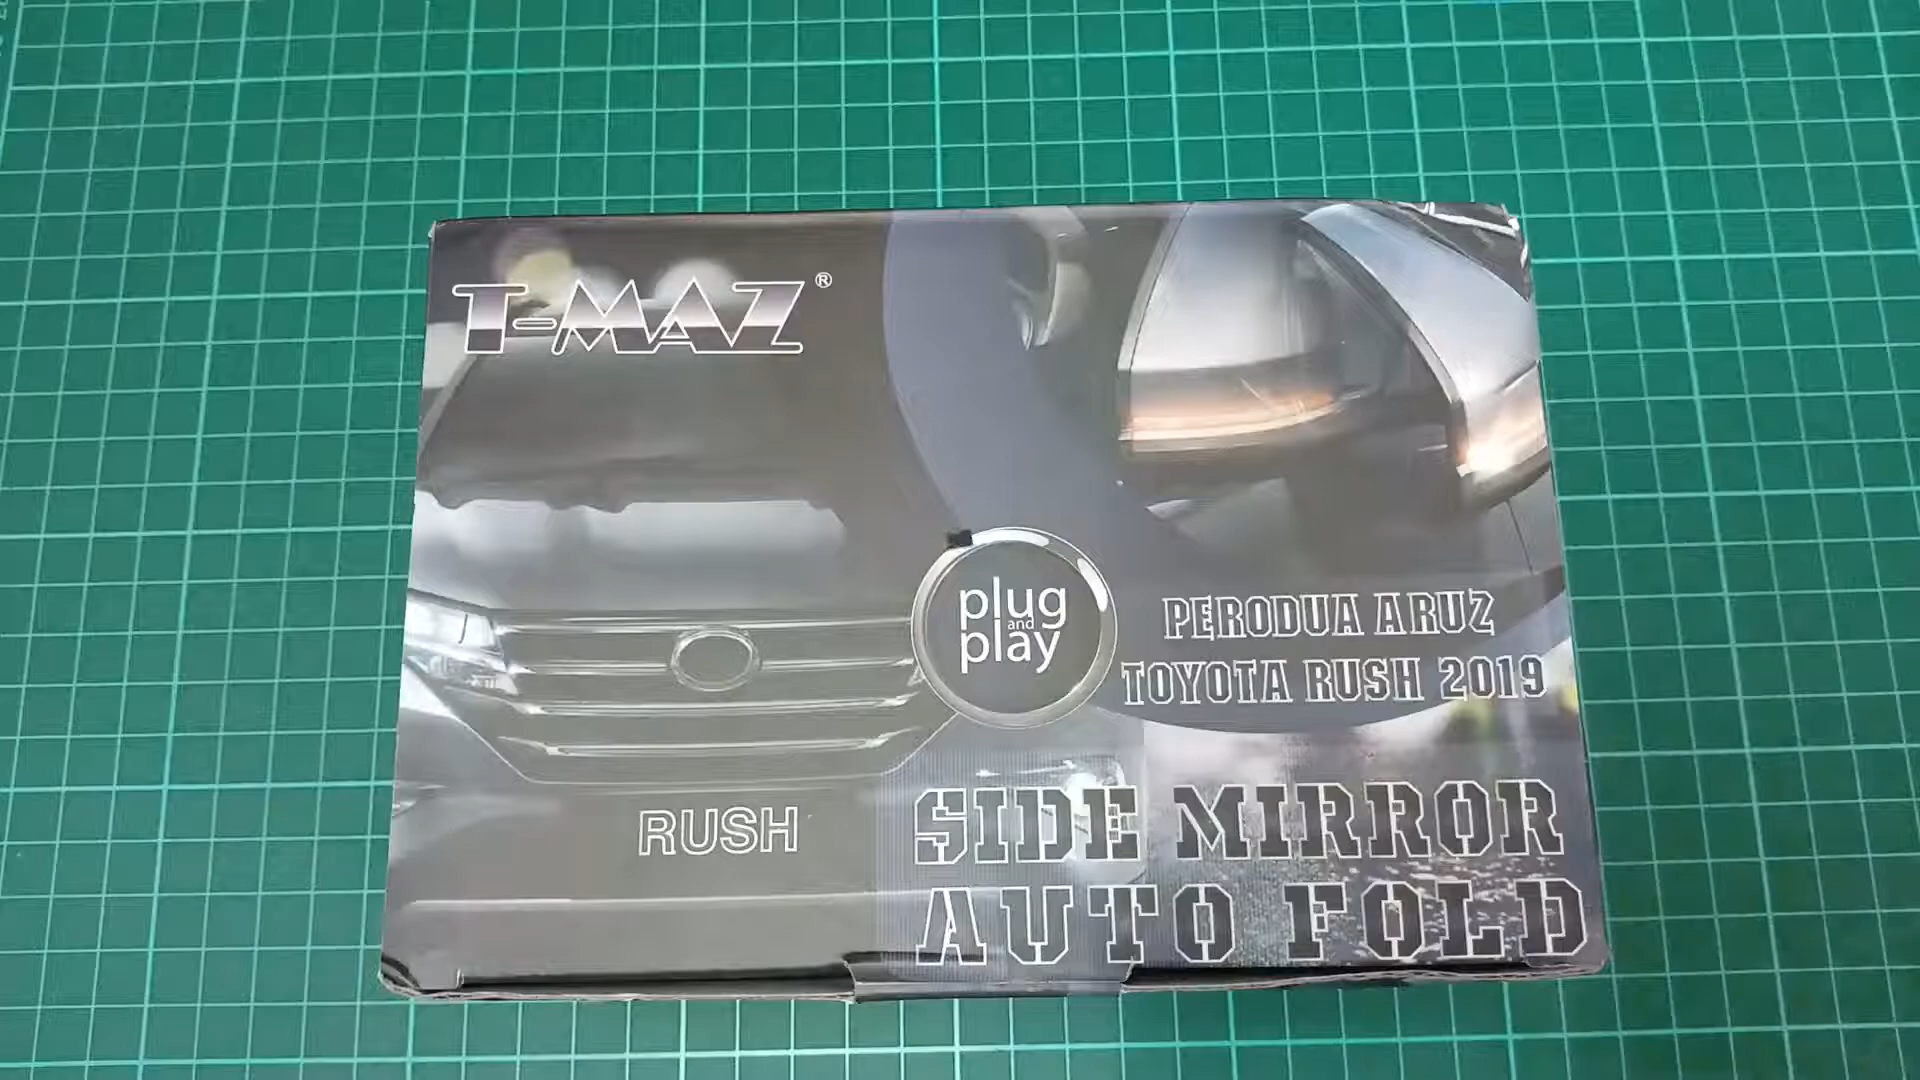 T-MAZ®
plug
and
play
PERODUA ARUZ
TOYOTA RUSH 2019
RUSH
SIDE MIRROR
AUTO FOLD